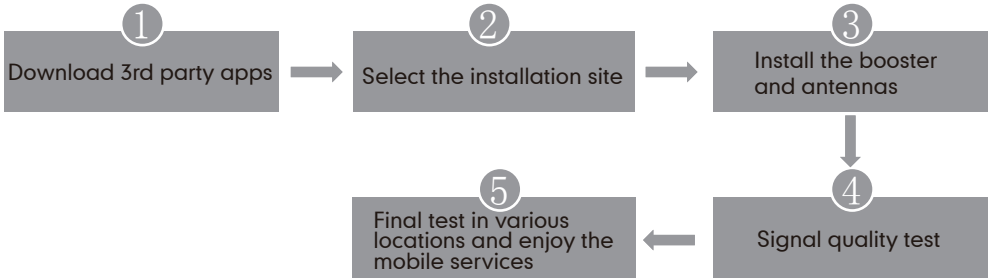 1
Download 3rd party apps
2
Select the installation site
3
Install the booster
and antennas
4
Signal quality test
5
Final test in various
locations and enjoy the
mobile services